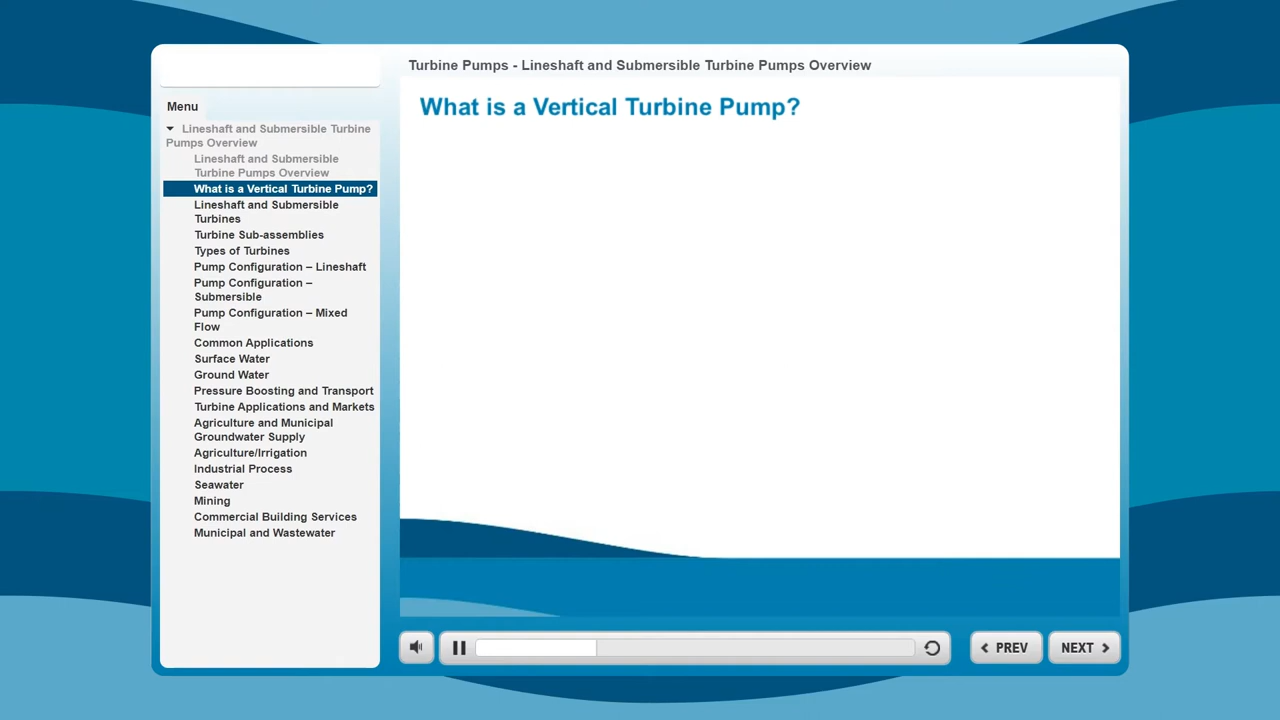 Turbine Pumps - Lineshaft and Submersible Turbine Pumps Overview
Menu
Lineshaft and Submersible Turbine
Pumps Overview
Lineshaft and Submersible
Turbine Pumps Overview
What is a Vertical Turbine Pump?
Lineshaft and Submersible
Turbines
Turbine Sub-assemblies
Types of Turbines
Pump Configuration – Lineshaft
Pump Configuration –
Submersible
Pump Configuration – Mixed
Flow
Common Applications
Surface Water
Ground Water
Pressure Boosting and Transport
Turbine Applications and Markets
Agriculture and Municipal
Groundwater Supply
Agriculture/Irrigation
Industrial Process
Seawater
Mining
Commercial Building Services
Municipal and Wastewater
What is a Vertical Turbine Pump?
PREV
NEXT